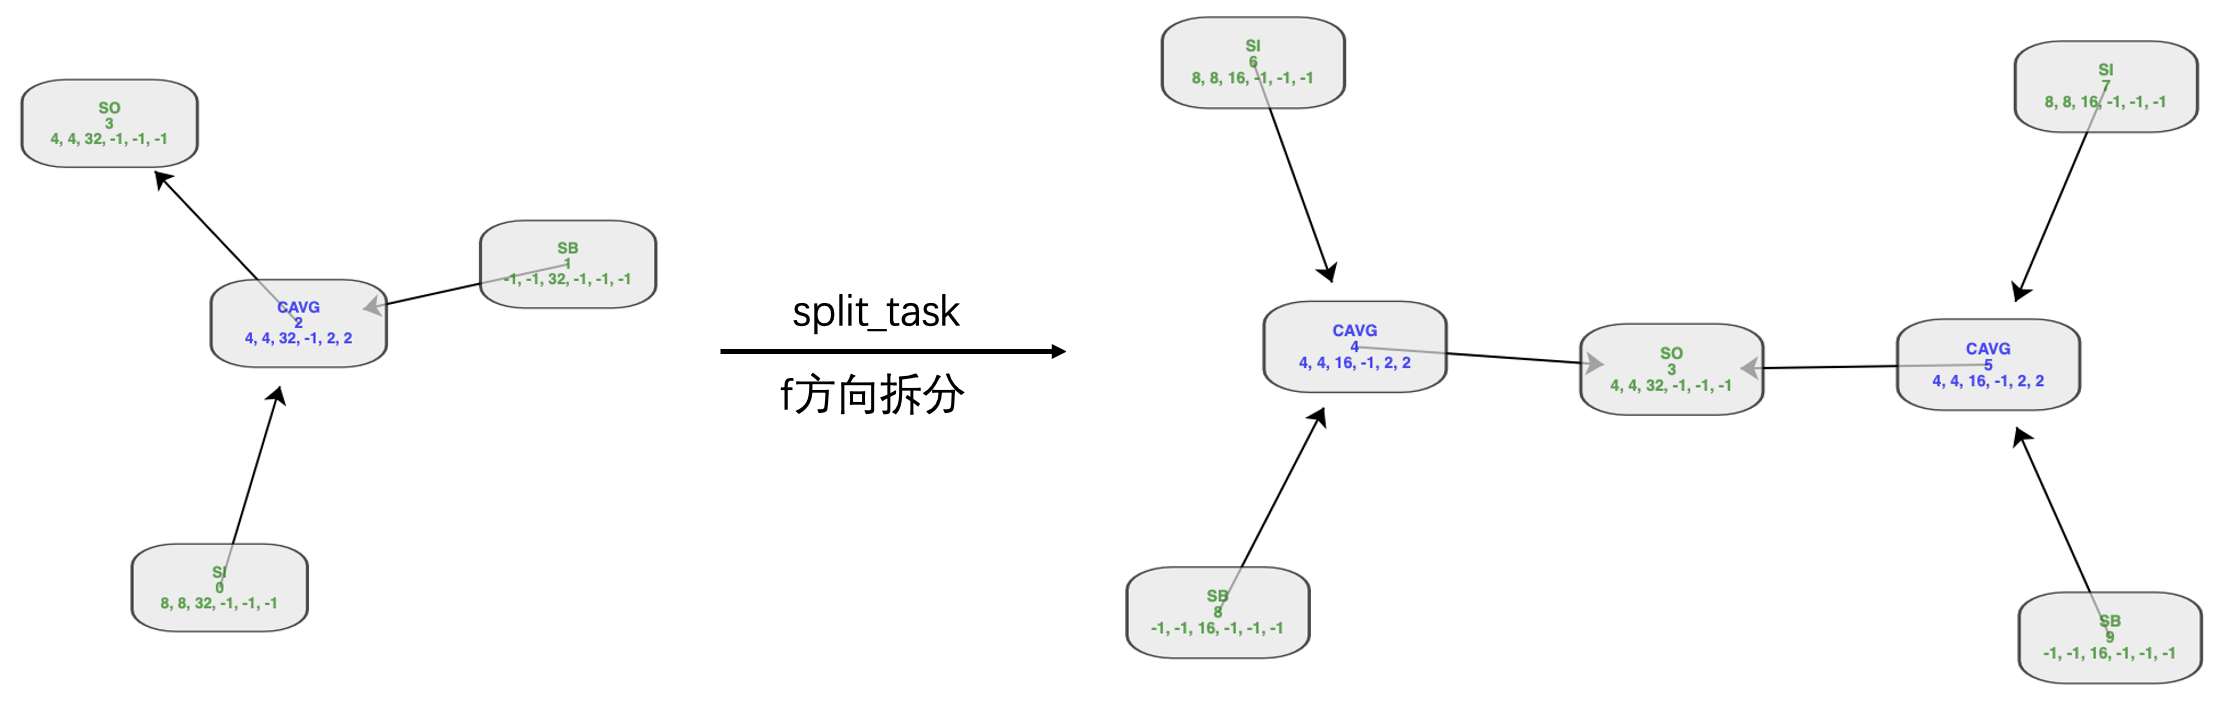 SO
3
4, 4, 32, -1, -1, -1
SB
1
-1, -1, 32, -1, -1, -1
CAVG
2
4, 4, 32, -1, 2, 2
SI
0
8, 8, 32, -1, -1, -1
split_task
f方向拆分
SI
6
8, 8, 16, -1, -1, -1
SI
7
8, 8, 16, -1, -1, -1
CAVG
4
4, 4, 16, -1, 2, 2
SO
3
4, 4, 32, -1, -1, -1
CAVG
5
4, 4, 16, -1, 2, 2
SB
8
-1, -1, 16, -1, -1, -1
SB
9
-1, -1, 16, -1, -1, -1